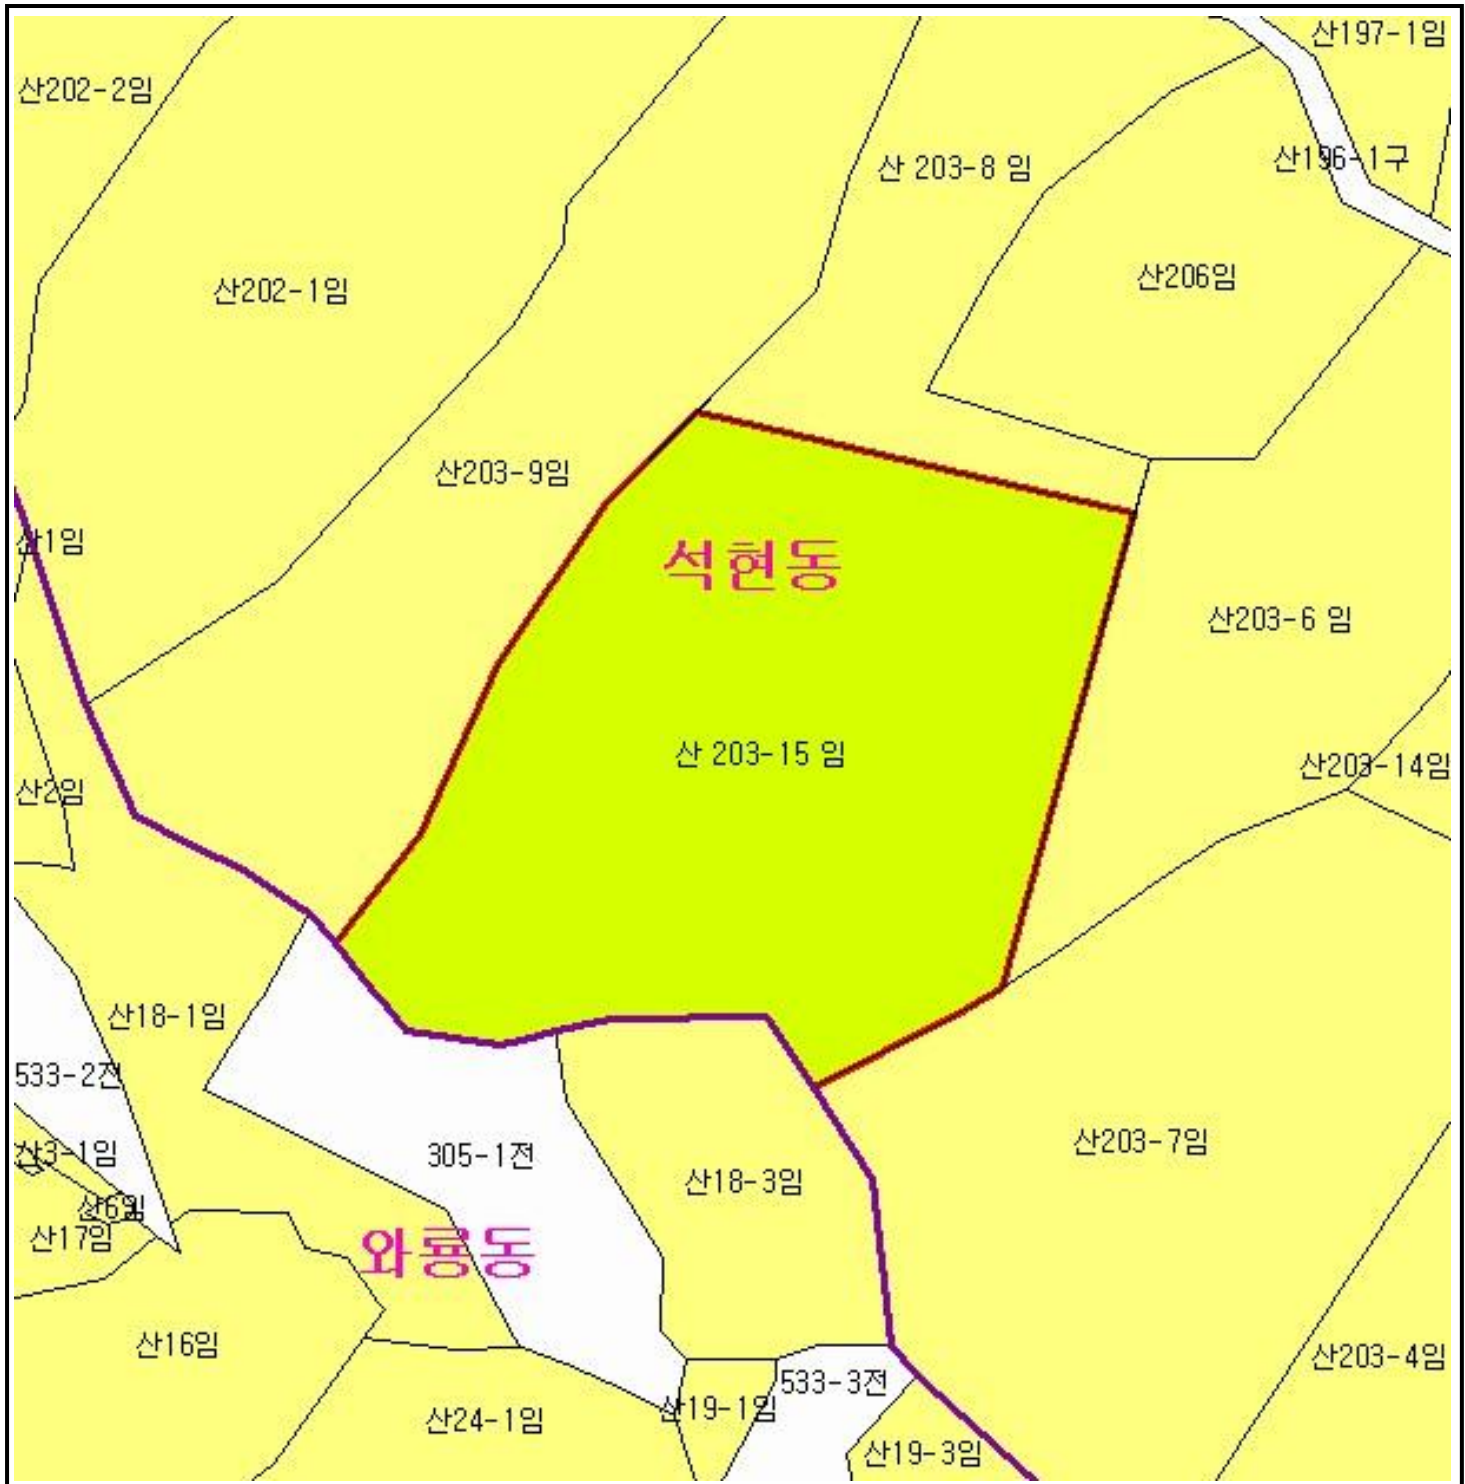 산197-1임
산202-2임
산196-1구
산 203-8 임
산206임
산202-1임
산203-9임
산1임
석현동
산203-6 임
산 203-15 임
산203-14임
산2임
산18-1임
533-2전
산203-7임
산3-1임
305-1전
산18-3임
산6임
산17임
와룡동
산16임
산203-4임
533-3전
산19-1임
산24-1임
산19-3임